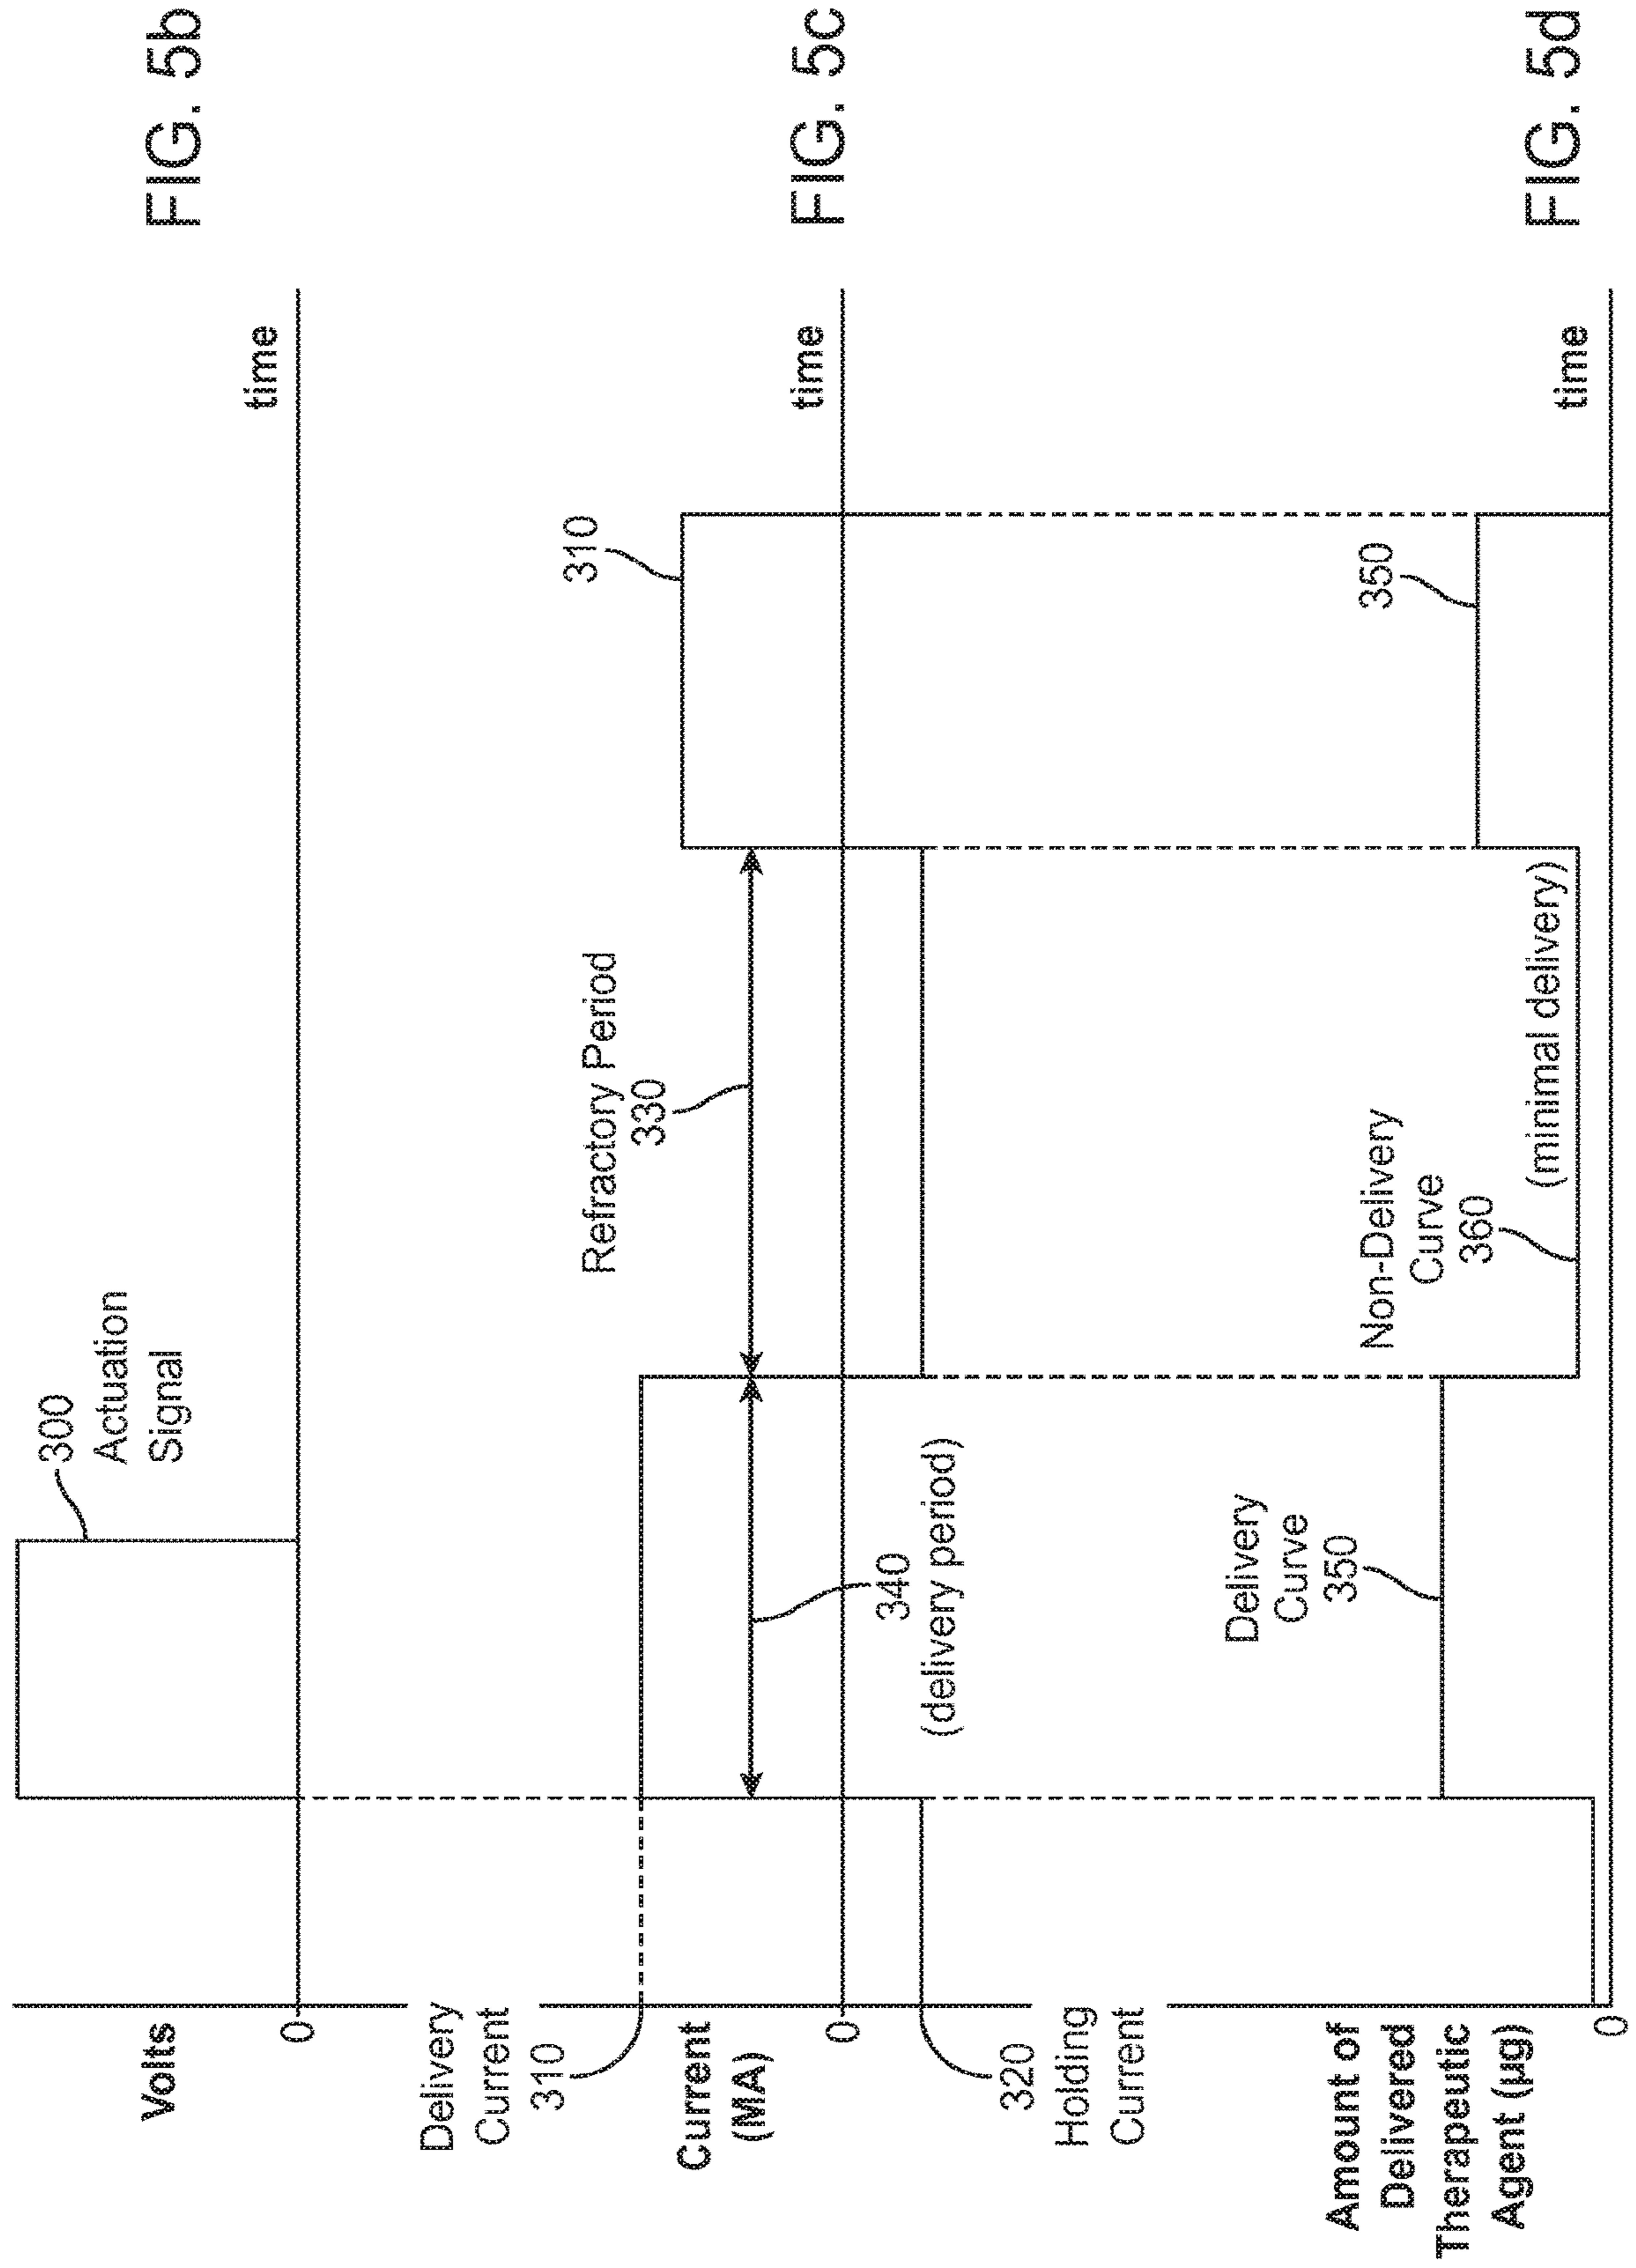 Volts
0
300
Actuation
Signal
time
FIG. 5b
Delivery
Current
310
Current
(MA)
0
320
Holding
Current
340
(delivery period)
Refractory Period
330
310
time
FIG. 5c
Amount of
Delivered
Therapeutic
Agent (μg)
0
Delivery
Curve
350
Non-Delivery
Curve
360
(minimal delivery)
350
time
FIG. 5d